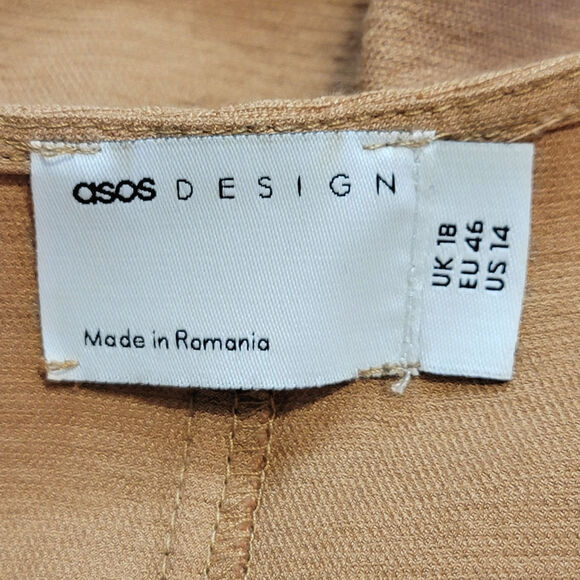 asos DESIGN
Made in Romania
UK 18
EU 46
US 14